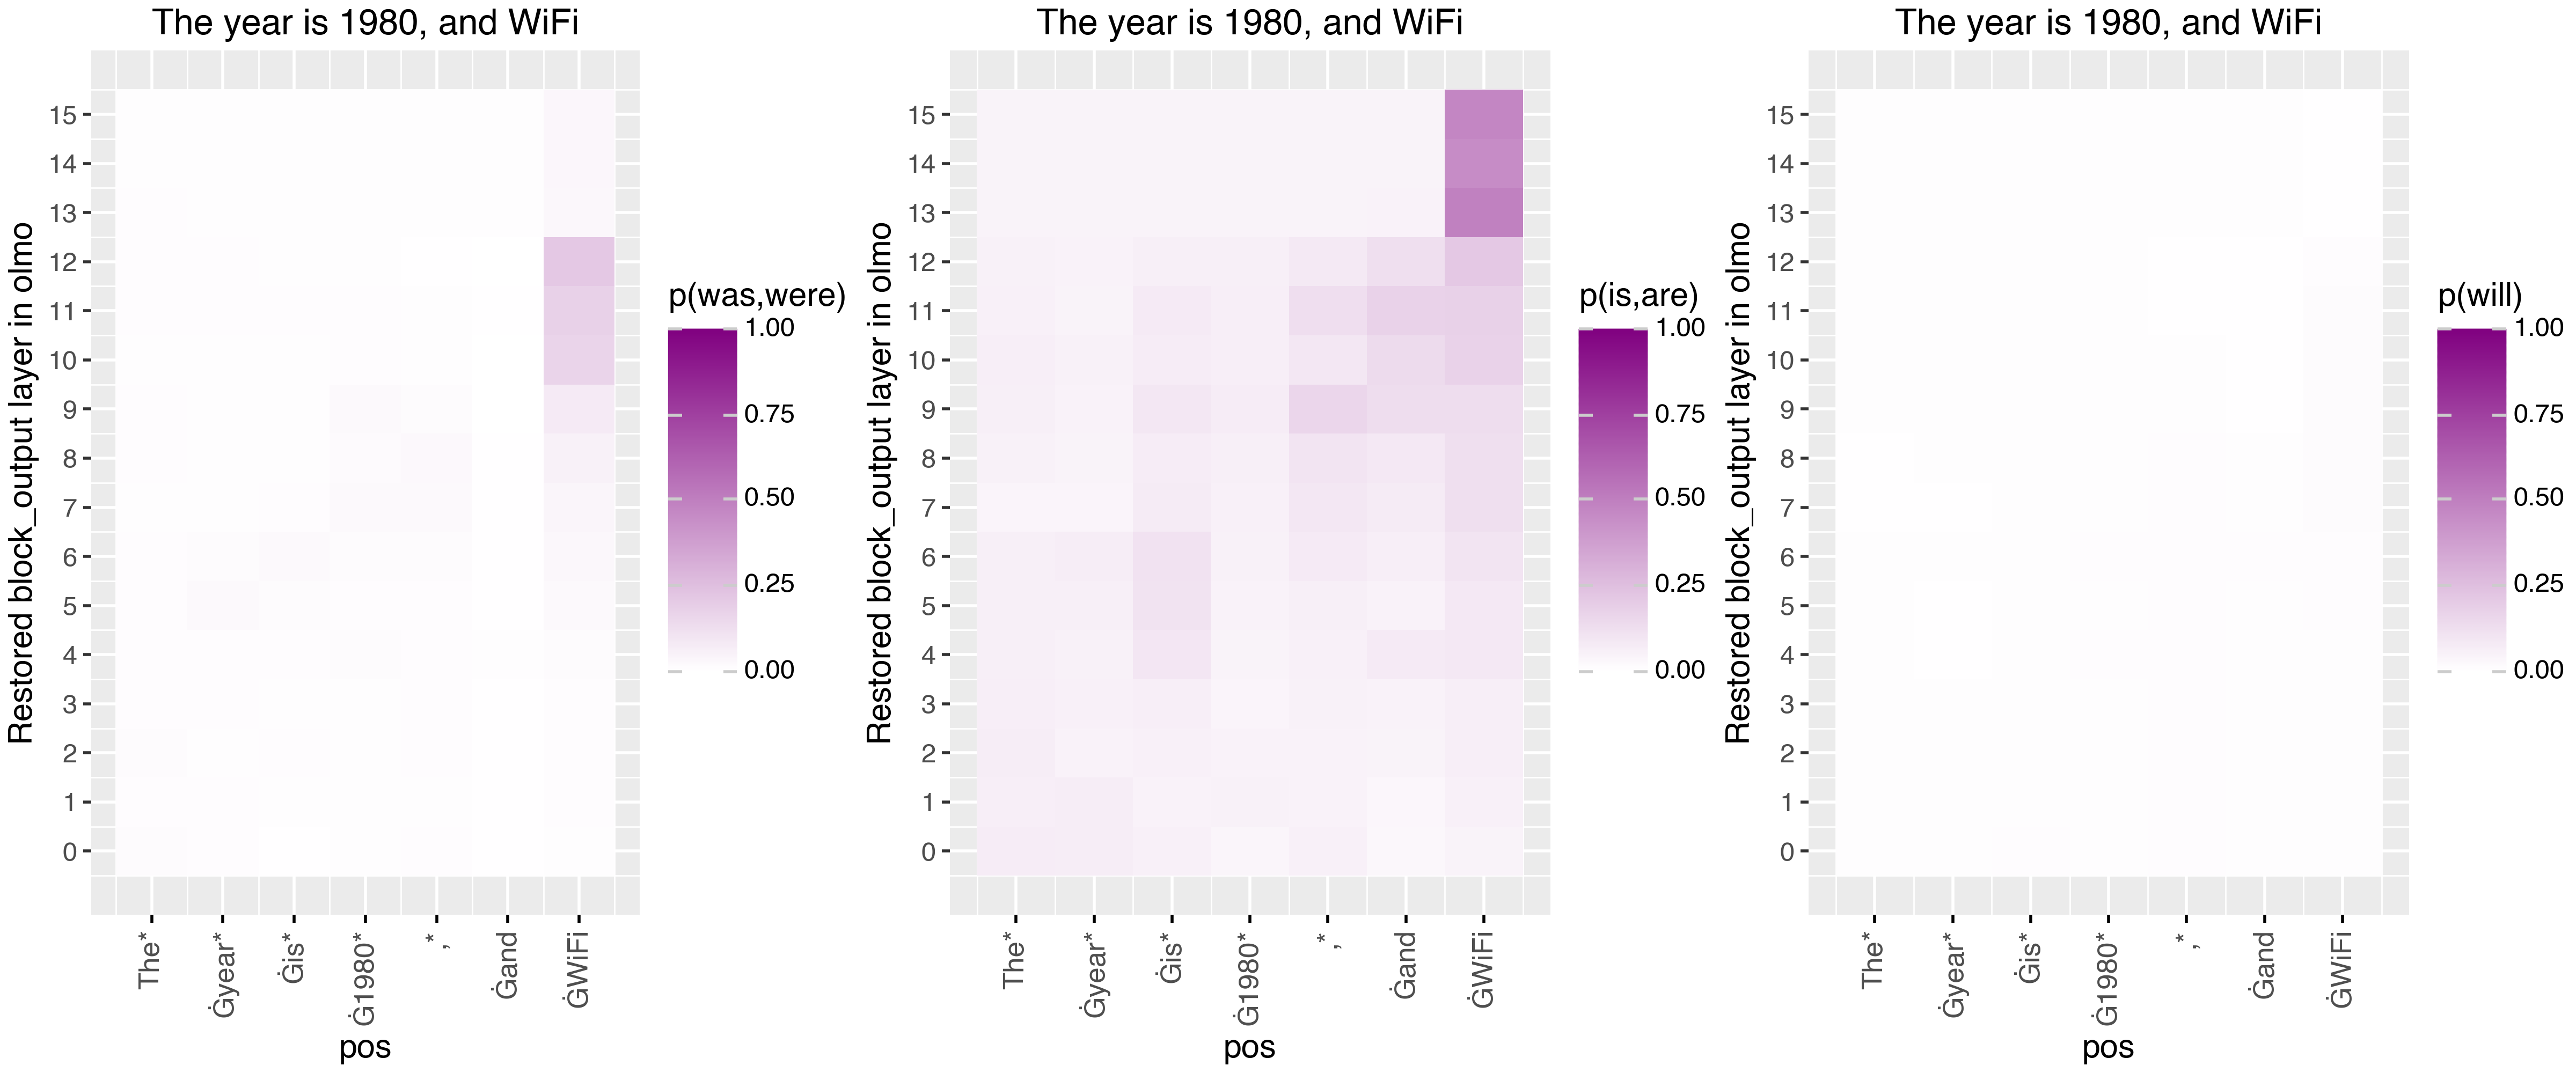 The year is 1980, and WiFi
Restored block_output layer in olmo
15
14
13
12
11
10
9
8
7
6
5
4
3
2
1
0
The*
Ġyear*
Ġis*
Ġ1980*
,*
Ġand
ĠWiFi
pos
p(was,were)
1.00
0.75
0.50
0.25
0.00
The year is 1980, and WiFi
Restored block_output layer in olmo
15
14
13
12
11
10
9
8
7
6
5
4
3
2
1
0
The*
Ġyear*
Ġis*
Ġ1980*
,*
Ġand
ĠWiFi
pos
p(is,are)
1.00
0.75
0.50
0.25
0.00
The year is 1980, and WiFi
Restored block_output layer in olmo
15
14
13
12
11
10
9
8
7
6
5
4
3
2
1
0
The*
Ġyear*
Ġis*
Ġ1980*
,*
Ġand
ĠWiFi
pos
p(will)
1.00
0.75
0.50
0.25
0.00